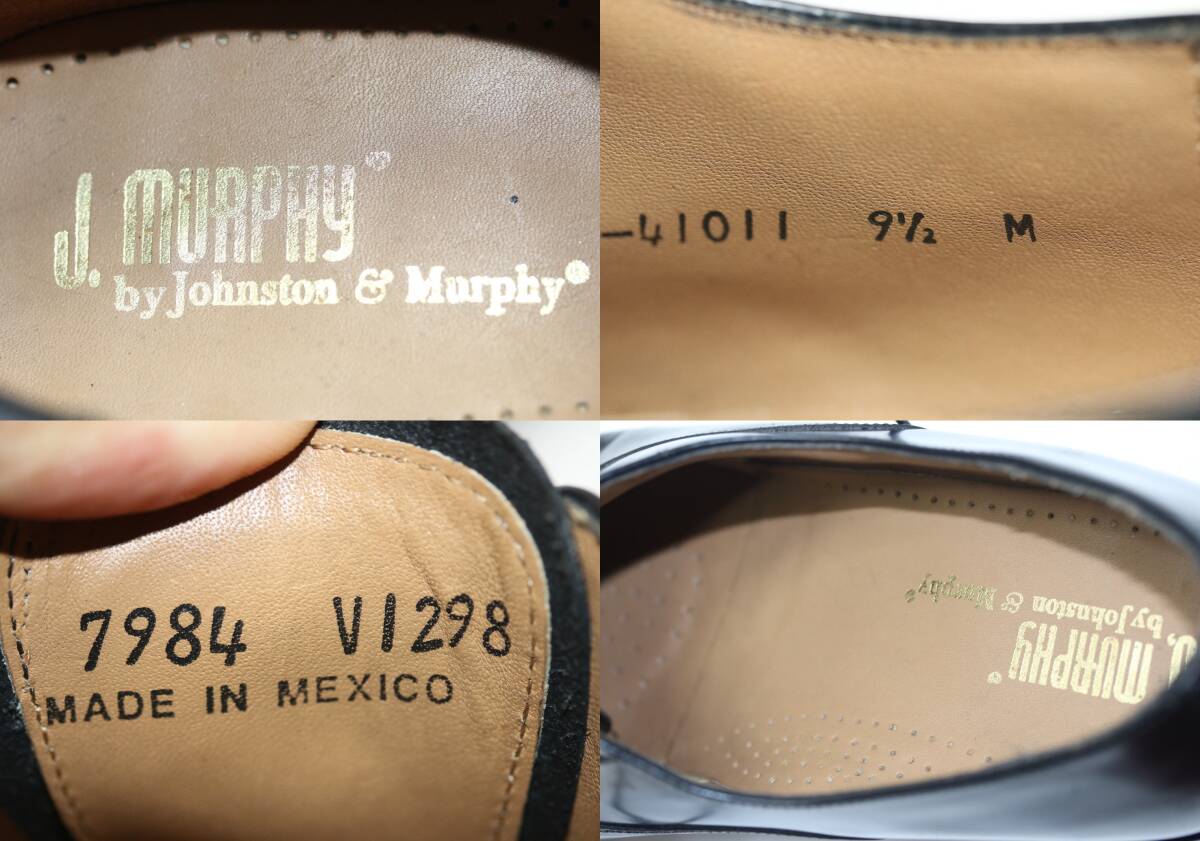 J. MURPHY®
by Johnston & Murphy®
–41011 9½ M
7984 V1298
MADE IN MEXICO
J. MURPHY®
by Johnston & Murphy®